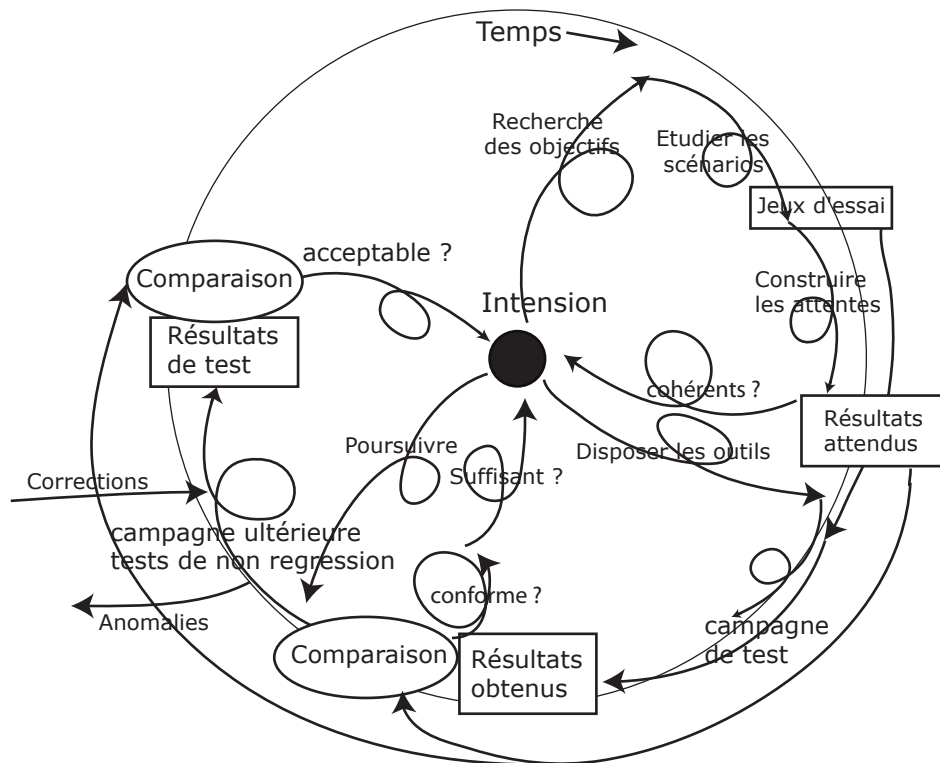 Temps
Recherche
des objectifs
Etudier les
scénarios
Jeux d'essai
acceptable ?
Comparaison
Construire
les attentes
Intension
Résultats
de test
cohérents ?
Résultats
attendus
Poursuivre
Suffisant ?
Disposer les outils
Corrections
campagne ultérieure
tests de non regression
conforme ?
Anomalies
campagne
de test
Comparaison
Résultats
obtenus